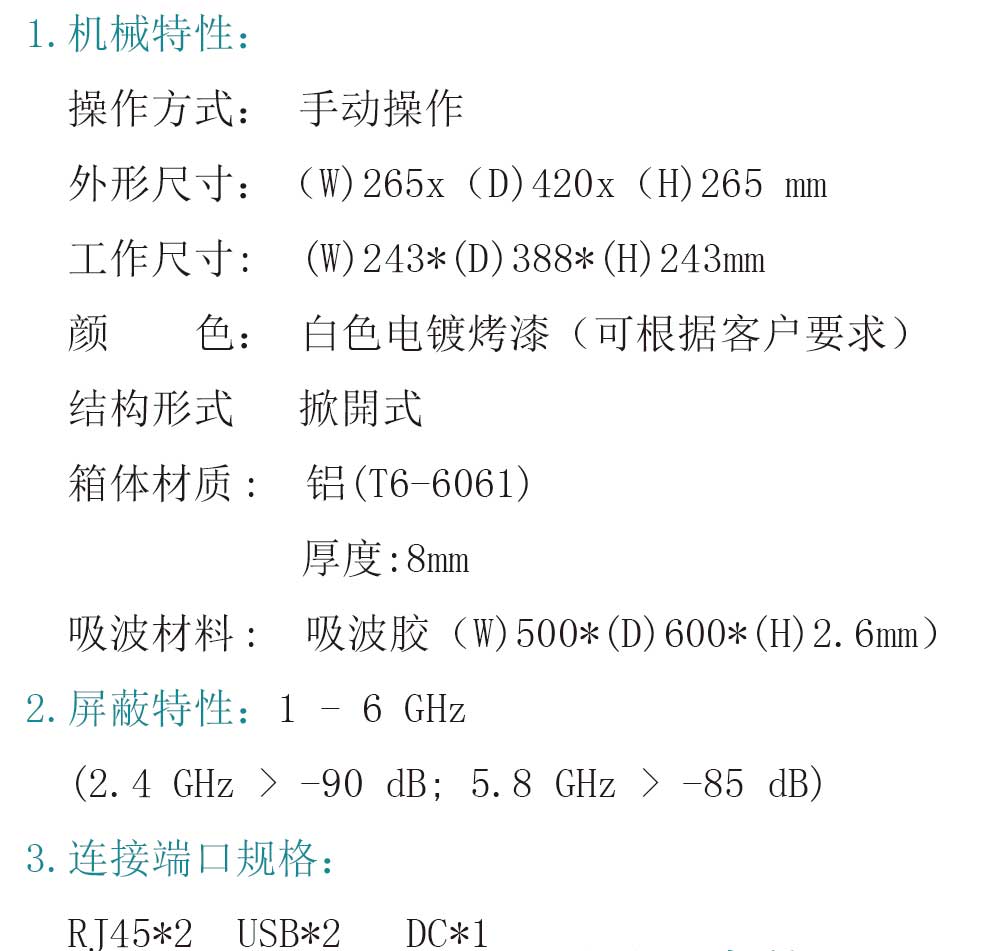 1.机械特性：
操作方式： 手动操作
外形尺寸：（W)265x（D)420x（H)265 mm
工作尺寸： (W)243*(D)388*(H)243mm
颜　　色： 白色电镀烤漆（可根据客户要求）
结构形式 掀開式
箱体材质： 铝(T6-6061)
厚度:8mm
吸波材料： 吸波胶（W)500*(D)600*(H)2.6mm）
2.屏蔽特性：1 - 6 GHz
(2.4 GHz > -90 dB; 5.8 GHz > -85 dB)
3.连接端口规格：
RJ45*2 USB*2 DC*1